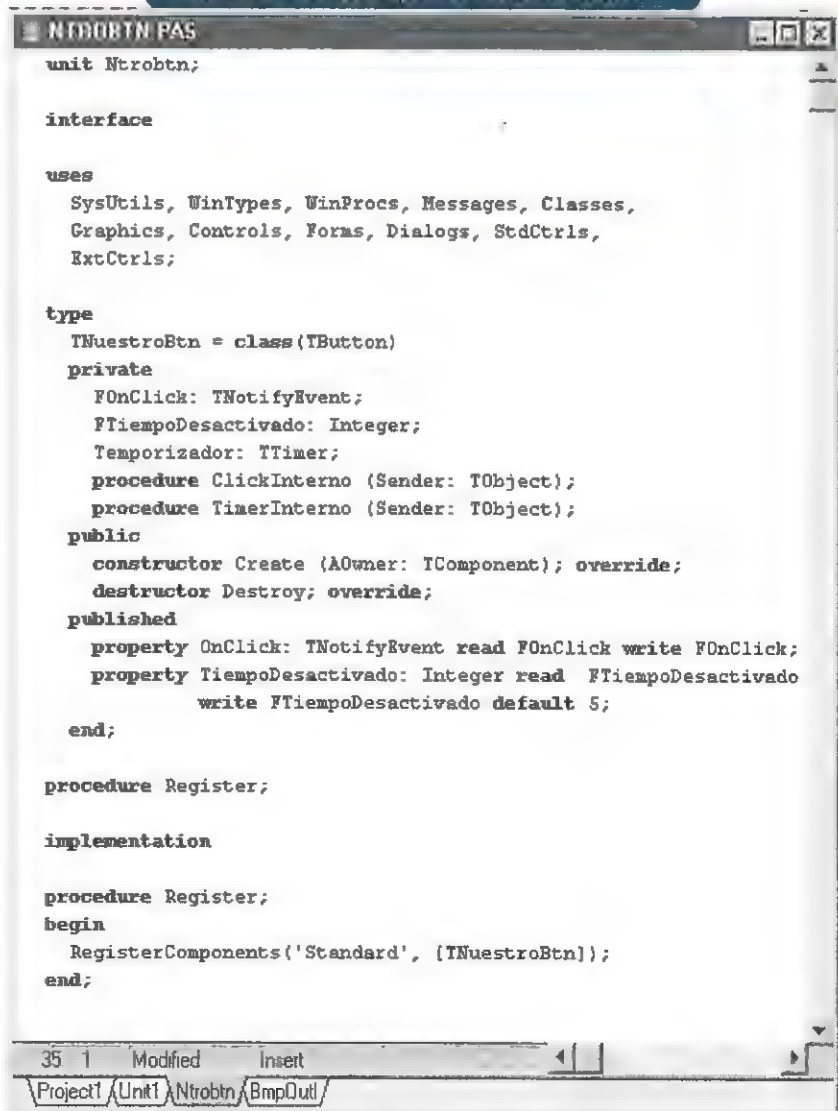 NTROBTN.PAS
unit Ntrobtn;
interface
uses
SysUtils, WinTypes, WinProcs, Messages, Classes,
Graphics, Controls, Forms, Dialogs, StdCtrls,
ExtCtrls;
type
TNuestroBtn = class(TButton)
private
FOnClick: TNotifyEvent;
FTiempoDesactivado: Integer;
Temporizador: TTimer;
procedure ClickInterno (Sender: TObject);
procedure TimerInterno (Sender: TObject);
public
constructor Create (AOwner: TComponent); override;
destructor Destroy; override;
published
property OnClick: TNotifyEvent read FOnClick write FOnClick;
property TiempoDesactivado: Integer read FTiempoDesactivado
write FTiempoDesactivado default 5;
end;
procedure Register;
implementation
procedure Register;
begin
RegisterComponents('Standard', [TNuestroBtn]);
end;
35 1 Modified Insert
Project1 Unit1 Ntrobtn BmpOutl